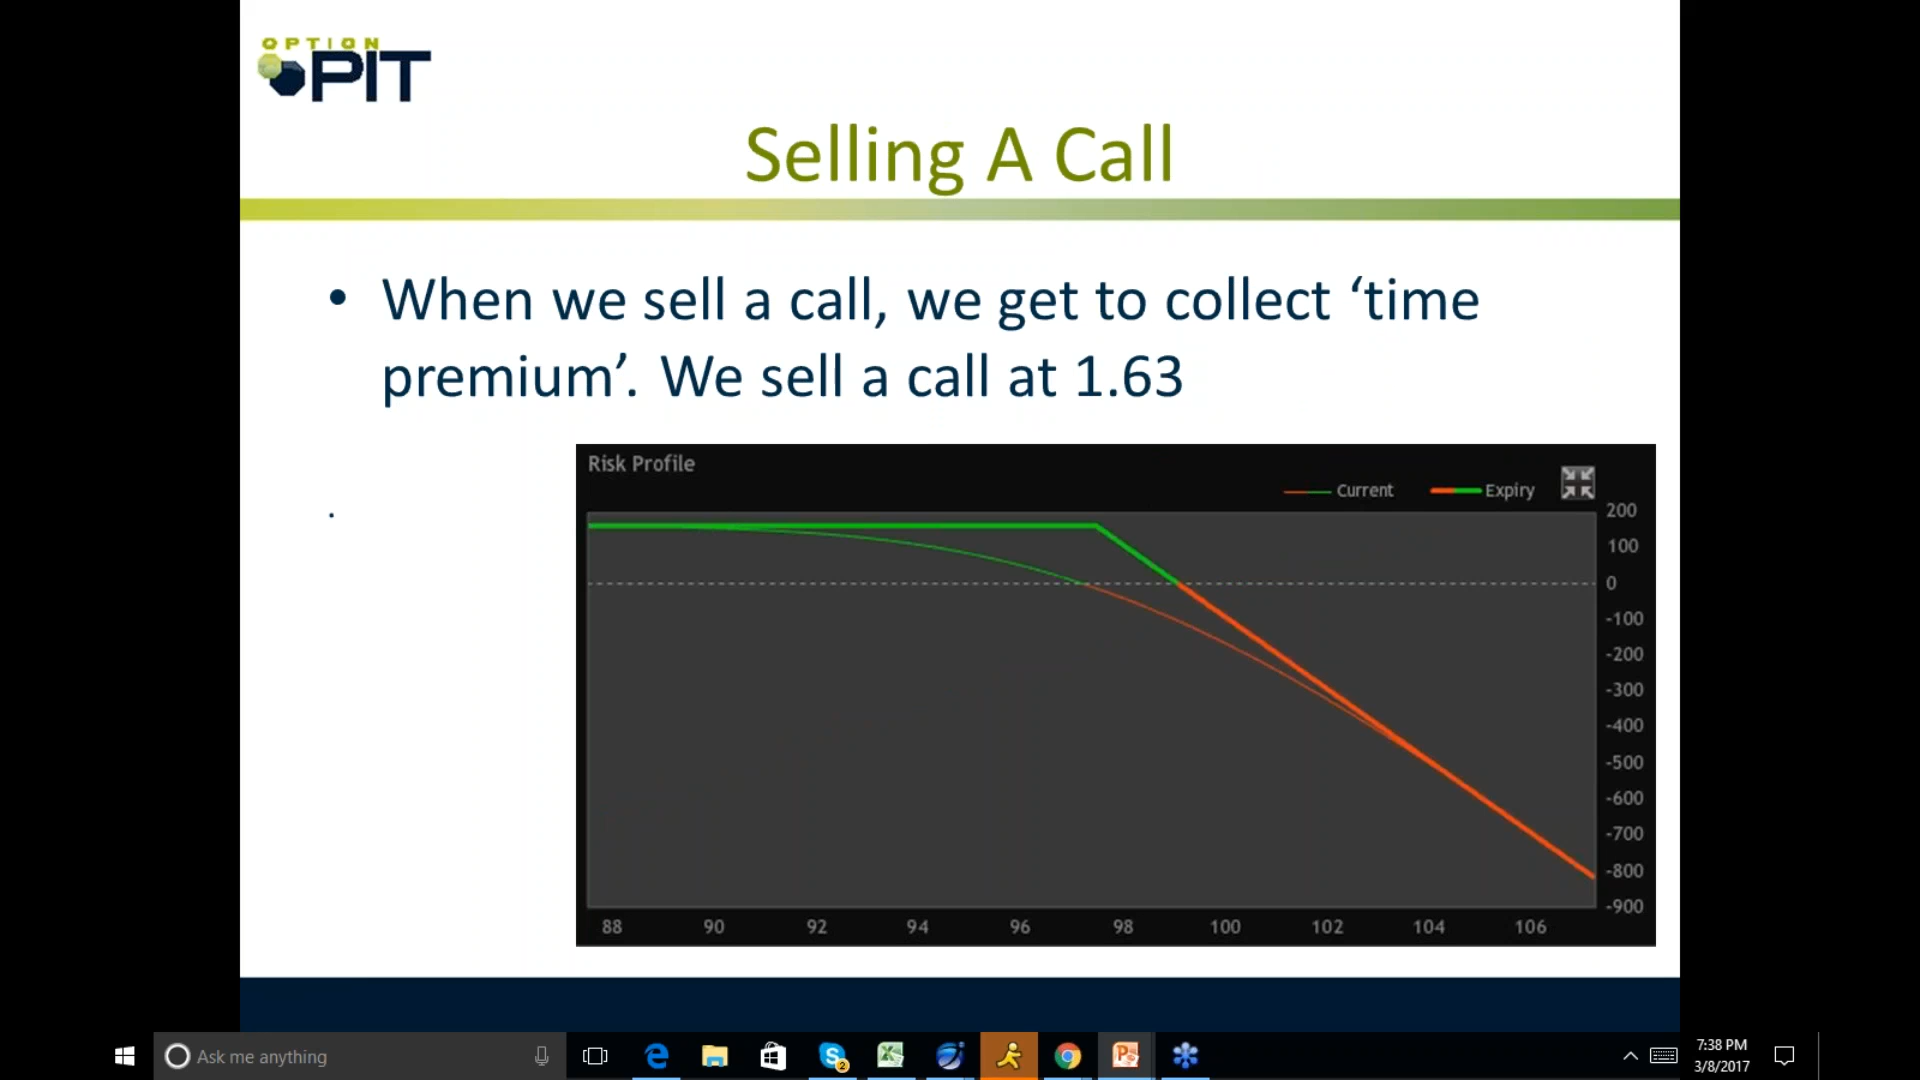 OPTION
PIT
Selling A Call
• When we sell a call, we get to collect ‘time
premium’. We sell a call at 1.63
.
Risk Profile
Current Expiry
200
100
0
-100
-200
-300
-400
-500
-600
-700
-800
-900
88 90 92 94 96 98 100 102 104 106
Ask me anything
2
7:38 PM
3/8/2017